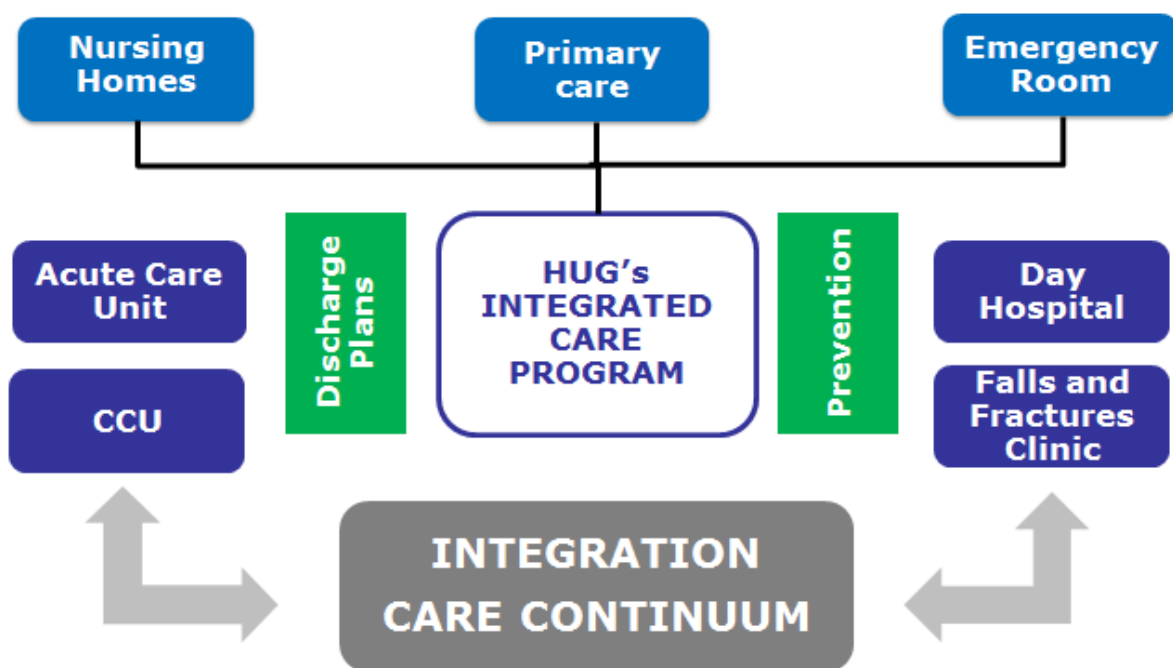 Nursing
Homes
Primary
care
Emergency
Room
Acute Care
Unit
CCU
Discharge
Plans
HUG’s
INTEGRATED
CARE
PROGRAM
Prevention
Day
Hospital
Falls and
Fractures
Clinic
INTEGRATION
CARE CONTINUUM